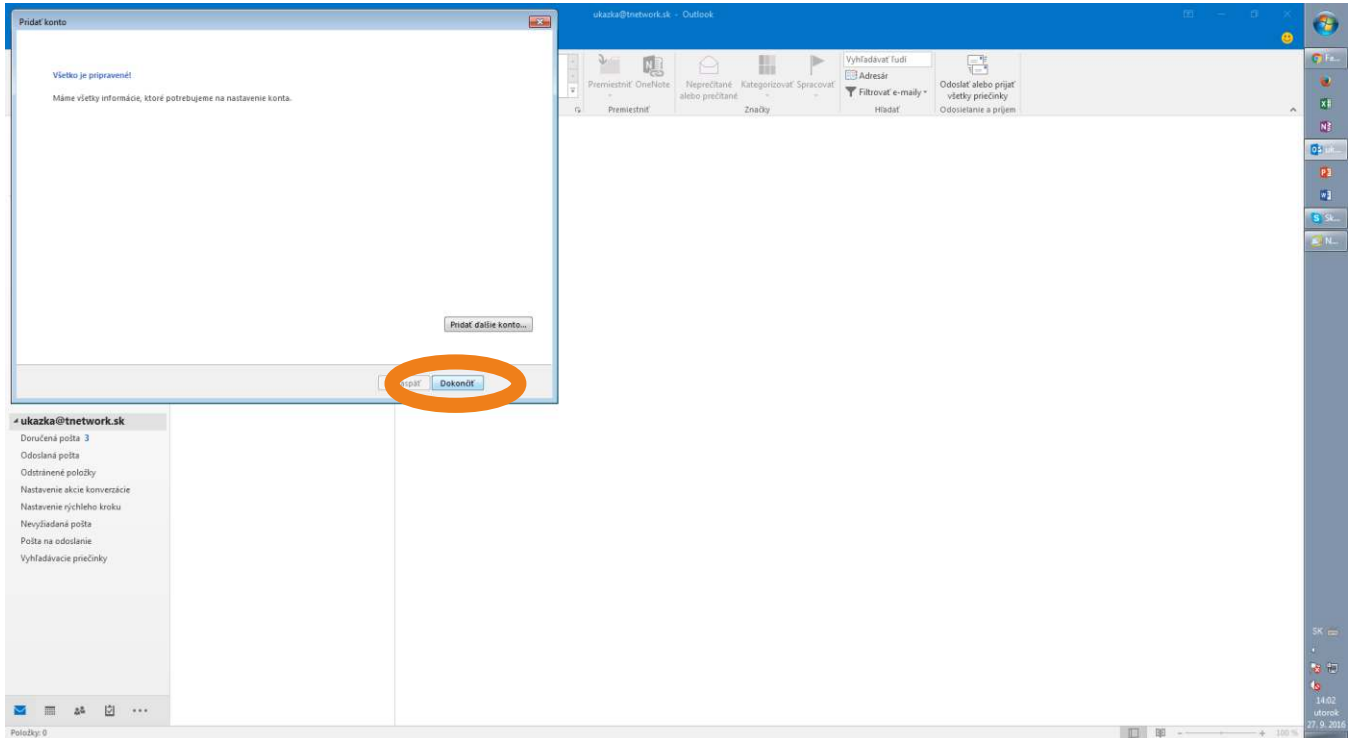 Pridať konto
ukazka@tnetwork.sk - Outlook
Všetko je pripravené!
Máme všetky informácie, ktoré potrebujeme na nastavenie konta.
Premiestniť
OneNote
Neprečítané
alebo prečítané
Kategorizovať
Spracovať
Vyhľadávať ľudí
Adresár
Filtrovať e-maily
Odoslať alebo prijať
všetky priečinky
Premiestniť
Značky
Hľadať
Odosielanie a príjem
Pridať ďalšie konto...
Dokončiť
ukazka@tnetwork.sk
Doručená pošta 3
Odoslaná pošta
Odstránené položky
Nastavenie akcie konverzácie
Nastavenie rýchleho kroku
Nevyžiadaná pošta
Pošta na odoslanie
Vyhľadávacie priečinky
Položky: 0
100 %
Fa...
uk...
Sk...
N...
SK
14:02
utorok
27. 9. 2016